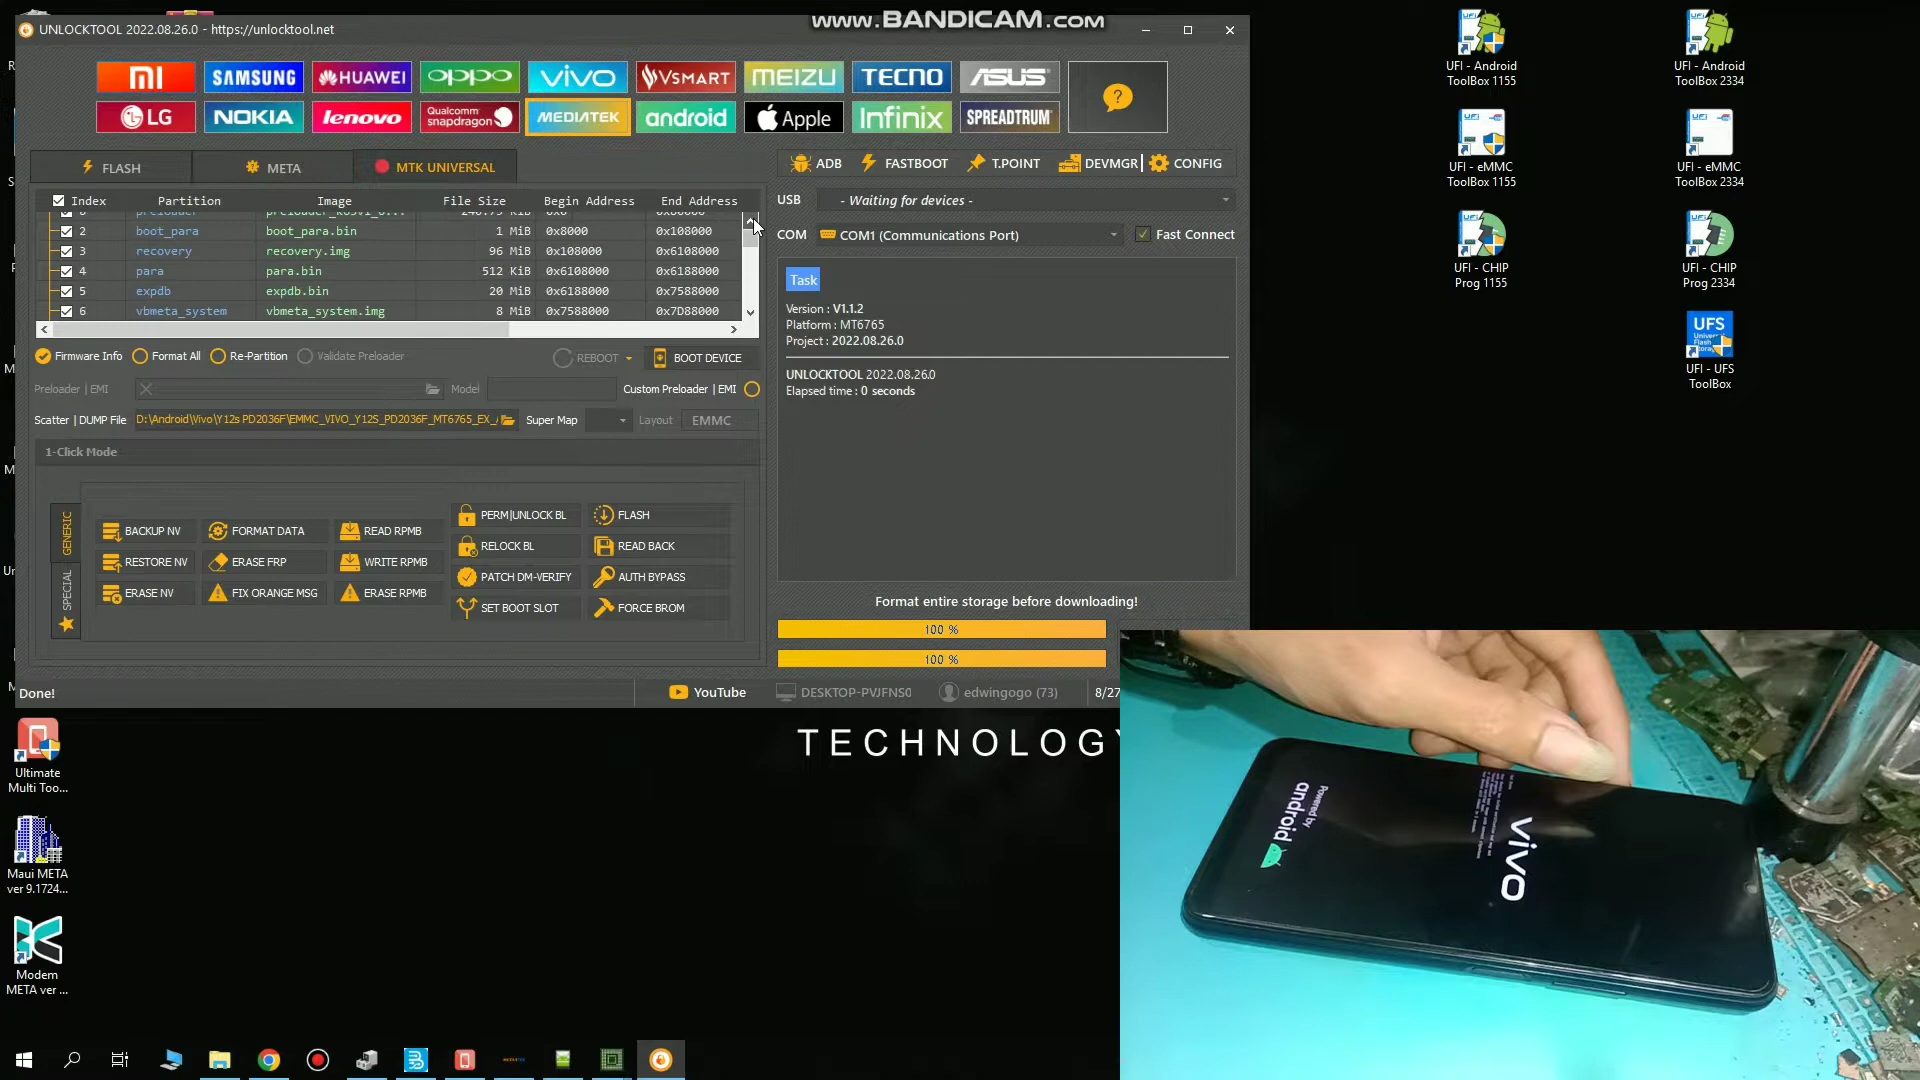 UNLOCKTOOL 2022.08.26.0 - https://unlocktool.net
www.BANDICAM.com
mi SAMSUNG HUAWEI oppo vivo VSMART MEIZU TECNO ASUS
LG NOKIA lenovo Qualcomm snapdragon MEDIATEK android Apple Infinix SPREADTRUM
?
FLASH META MTK UNIVERSAL
ADB FASTBOOT T.POINT DEVMGR CONFIG
Index Partition Image File Size Begin Address End Address
2 boot_para boot_para.bin 1 MiB 0x8000 0x108000
3 recovery recovery.img 96 MiB 0x108000 0x6108000
4 para para.bin 512 KiB 0x6108000 0x6188000
5 expdb expdb.bin 20 MiB 0x6188000 0x7588000
6 vbmeta_system vbmeta_system.img 8 MiB 0x7588000 0x7D88000
Firmware Info Format All Re-Partition Validate Preloader REBOOT BOOT DEVICE
Preloader | EMI Model Custom Preloader | EMI
Scatter | DUMP File D:\Android\Vivo\Y12s PD2036F\EMMC_VIVO_Y12S_PD2036F_MT6765_EX_/ Super Map Layout EMMC
1-Click Mode
GENERIC
SPECIAL
BACKUP NV FORMAT DATA READ RPMB
RESTORE NV ERASE FRP WRITE RPMB
ERASE NV FIX ORANGE MSG ERASE RPMB
PERM|UNLOCK BL FLASH
RELOCK BL READ BACK
PATCH DM-VERIFY AUTH BYPASS
SET BOOT SLOT FORCE BROM
USB - Waiting for devices -
COM COM1 (Communications Port) Fast Connect
Task
Version : V1.1.2
Platform : MT6765
Project : 2022.08.26.0
UNLOCKTOOL 2022.08.26.0
Elapsed time : 0 seconds
Format entire storage before downloading!
100 %
100 %
Done!
YouTube DESKTOP-PVJFNS0 edwingogo (73) 8/27
TECHNOLOGY
UFI - Android
ToolBox 1155
UFI - Android
ToolBox 2334
UFI - eMMC
ToolBox 1155
UFI - eMMC
ToolBox 2334
UFI - CHIP
Prog 1155
UFI - CHIP
Prog 2334
UFS
UFI - UFS
ToolBox
Ultimate
Multi Too...
Maui META
ver 9.1724...
Modem
META ver ...
vivo
Powered by
android